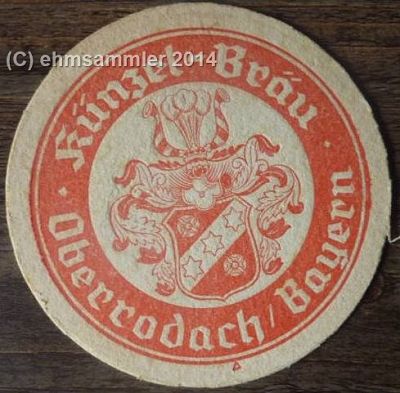 (C) ehmsammler 2014
· Künzel-Bräu ·
Oberrodach/Bayern